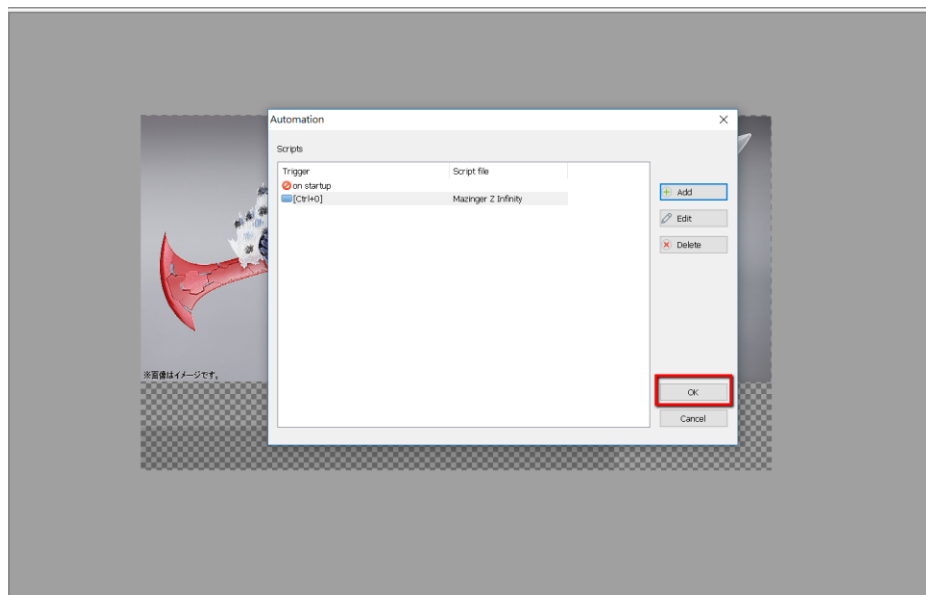 Automation
Scripts
Trigger Script file
on startup
[Ctrl+0] Mazinger Z Infinity
Add
Edit
Delete
※画像はイメージです。
OK
Cancel